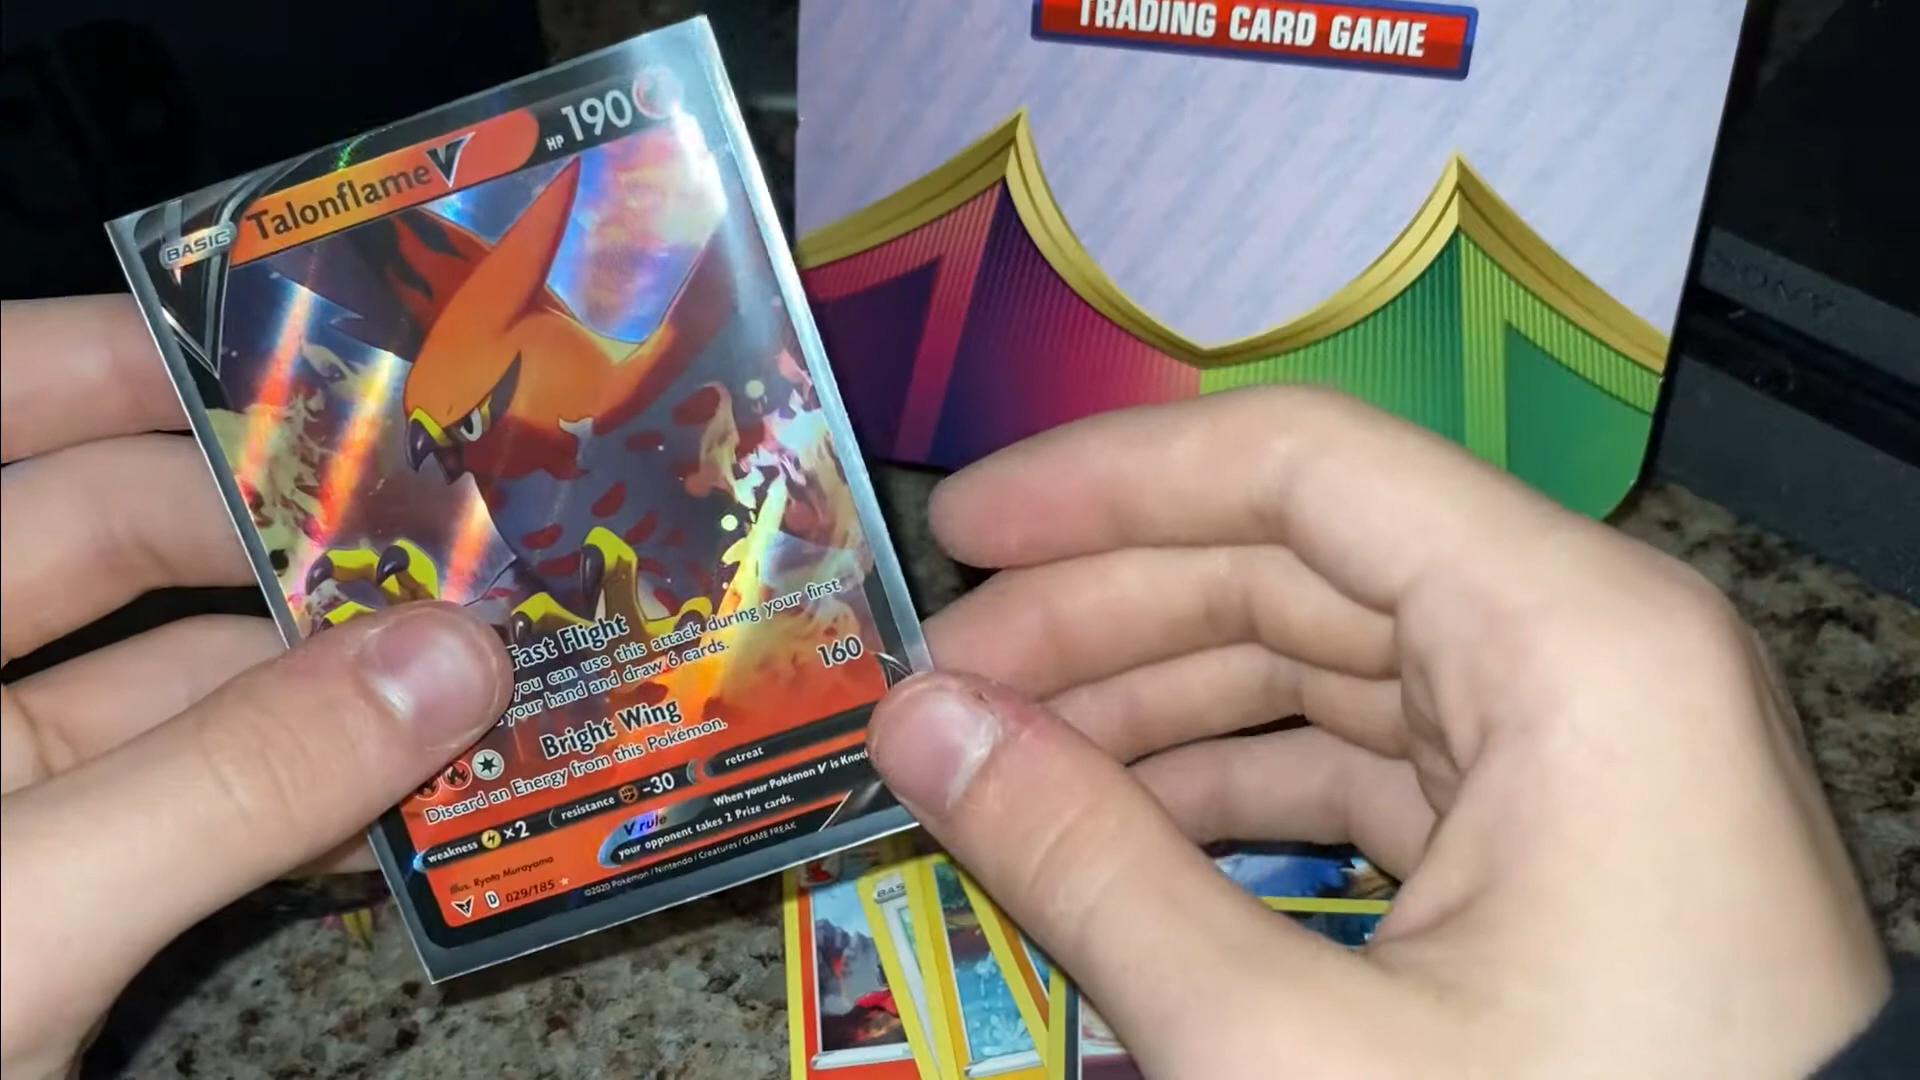 TRADING CARD GAME
BASIC
Talonflame V
HP 190
SONY
Fast Flight
you can use this attack during your first
your hand and draw 6 cards.
Bright Wing 160
Discard an Energy from this Pokémon.
weakness ×2 resistance -30 retreat
V rule
When your Pokémon V is
your opponent takes 2 Prize cards.
Illus. Ryota Murayama
D 029/185
©2020 Pokémon / Nintendo / Creatures / GAME FREAK
BAS